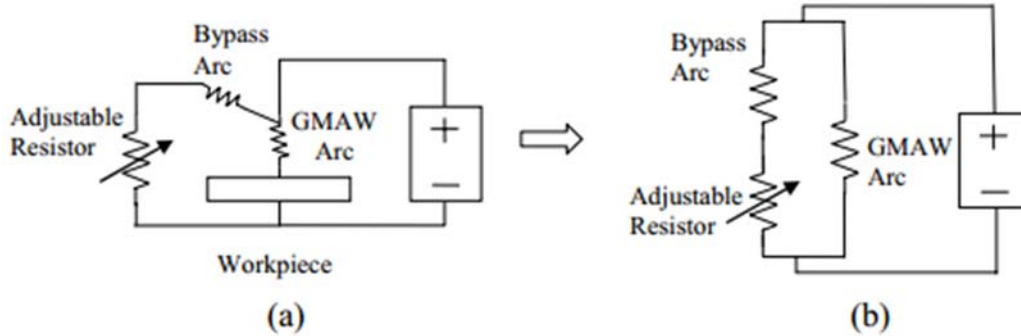 Bypass
Arc
Adjustable
Resistor
GMAW
Arc
+
−
Workpiece
(a)
Bypass
Arc
GMAW
Arc
Adjustable
Resistor
+
−
(b)